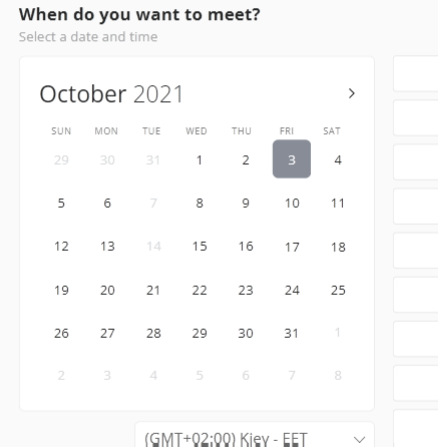 When do you want to meet?
Select a date and time
October 2021
SUN MON TUE WED THU FRI SAT
29 30 31 1 2 3 4
5 6 7 8 9 10 11
12 13 14 15 16 17 18
19 20 21 22 23 24 25
26 27 28 29 30 31 1
2 3 4 5 6 7 8
(GMT+02:00) Kiev - EET